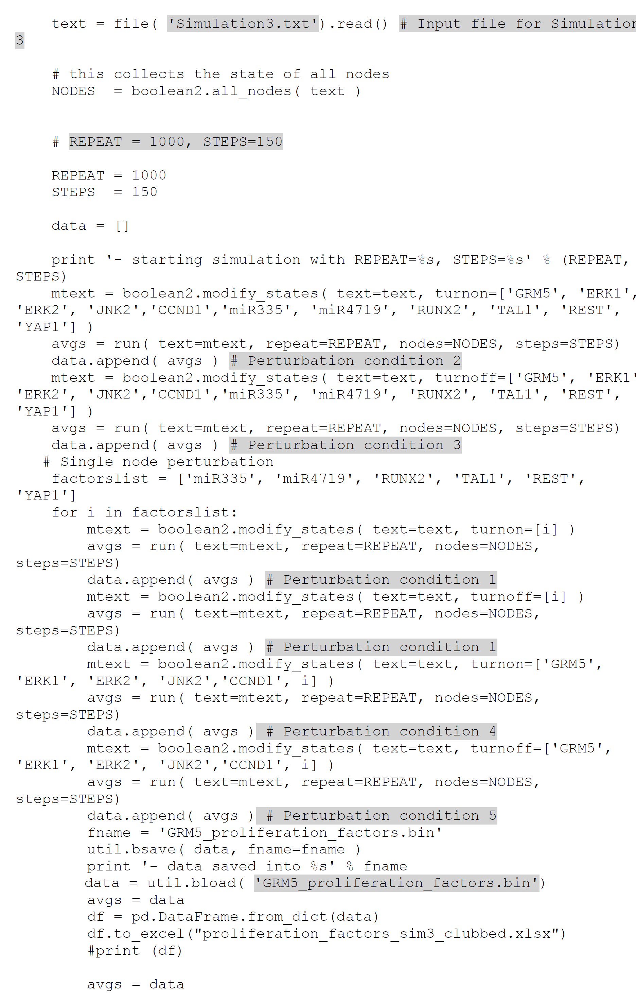 text = file( 'Simulation3.txt').read() # Input file for Simulation
3
# this collects the state of all nodes
NODES  = boolean2.all_nodes( text )
# REPEAT = 1000, STEPS=150
REPEAT = 1000
STEPS  = 150
data = []
print '- starting simulation with REPEAT=%s, STEPS=%s' % (REPEAT,
STEPS)
mtext = boolean2.modify_states( text=text, turnon=['GRM5', 'ERK1',
'ERK2', 'JNK2','CCND1','miR335', 'miR4719', 'RUNX2', 'TAL1', 'REST',
'YAP1'] )
avgs = run( text=mtext, repeat=REPEAT, nodes=NODES, steps=STEPS)
data.append( avgs ) # Perturbation condition 2
mtext = boolean2.modify_states( text=text, turnoff=['GRM5', 'ERK1'
'ERK2', 'JNK2','CCND1','miR335', 'miR4719', 'RUNX2', 'TAL1', 'REST',
'YAP1'] )
avgs = run( text=mtext, repeat=REPEAT, nodes=NODES, steps=STEPS)
data.append( avgs ) # Perturbation condition 3
# Single node perturbation
factorslist = ['miR335', 'miR4719', 'RUNX2', 'TAL1', 'REST',
'YAP1']
for i in factorslist:
mtext = boolean2.modify_states( text=text, turnon=[i] )
avgs = run( text=mtext, repeat=REPEAT, nodes=NODES,
steps=STEPS)
data.append( avgs ) # Perturbation condition 1
mtext = boolean2.modify_states( text=text, turnoff=[i] )
avgs = run( text=mtext, repeat=REPEAT, nodes=NODES,
steps=STEPS)
data.append( avgs ) # Perturbation condition 1
mtext = boolean2.modify_states( text=text, turnon=['GRM5',
'ERK1', 'ERK2', 'JNK2','CCND1', i] )
avgs = run( text=mtext, repeat=REPEAT, nodes=NODES,
steps=STEPS)
data.append( avgs ) # Perturbation condition 4
mtext = boolean2.modify_states( text=text, turnoff=['GRM5',
'ERK1', 'ERK2', 'JNK2','CCND1', i] )
avgs = run( text=mtext, repeat=REPEAT, nodes=NODES,
steps=STEPS)
data.append( avgs ) # Perturbation condition 5
fname = 'GRM5_proliferation_factors.bin'
util.bsave( data, fname=fname )
print '- data saved into %s' % fname
data = util.bload( 'GRM5_proliferation_factors.bin')
avgs = data
df = pd.DataFrame.from_dict(data)
df.to_excel("proliferation_factors_sim3_clubbed.xlsx")
#print (df)
avgs = data